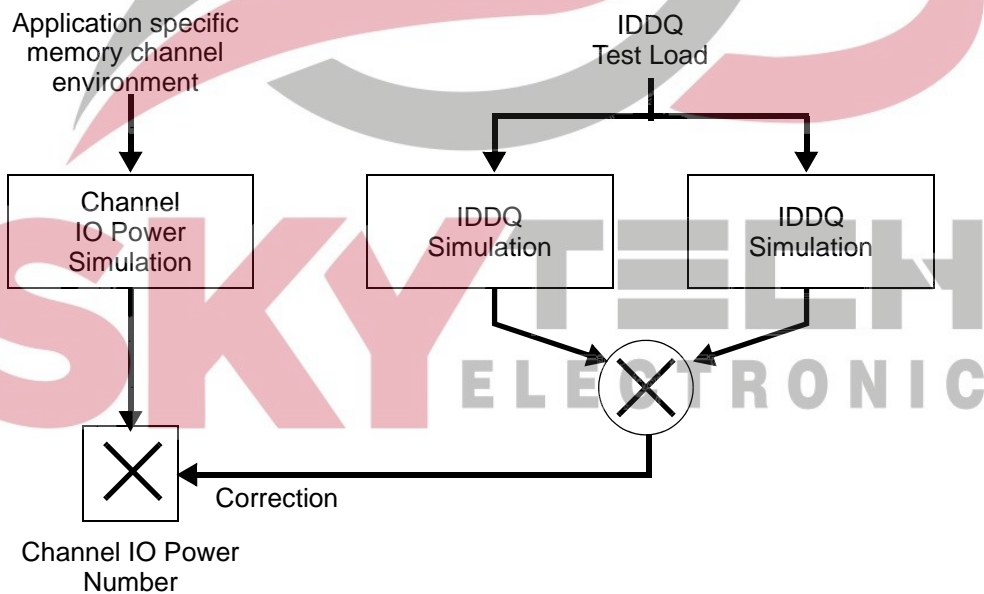 Application specific
memory channel
environment
IDDQ
Test Load
Channel
IO Power
Simulation
IDDQ
Simulation
IDDQ
Simulation
SKYTECH
ELECTRONIC
Correction
Channel IO Power
Number